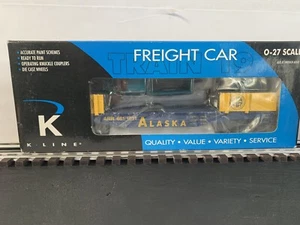 • ACCURATE PAINT SCHEMES
• READY TO RUN
• OPERATING KNUCKLE COUPLERS
• DIE CAST WHEELS
FREIGHT CAR
O-27 SCALE
TRAIN
K
K·LINE
ALASKA
QUALITY • VALUE • VARIETY • SERVICE